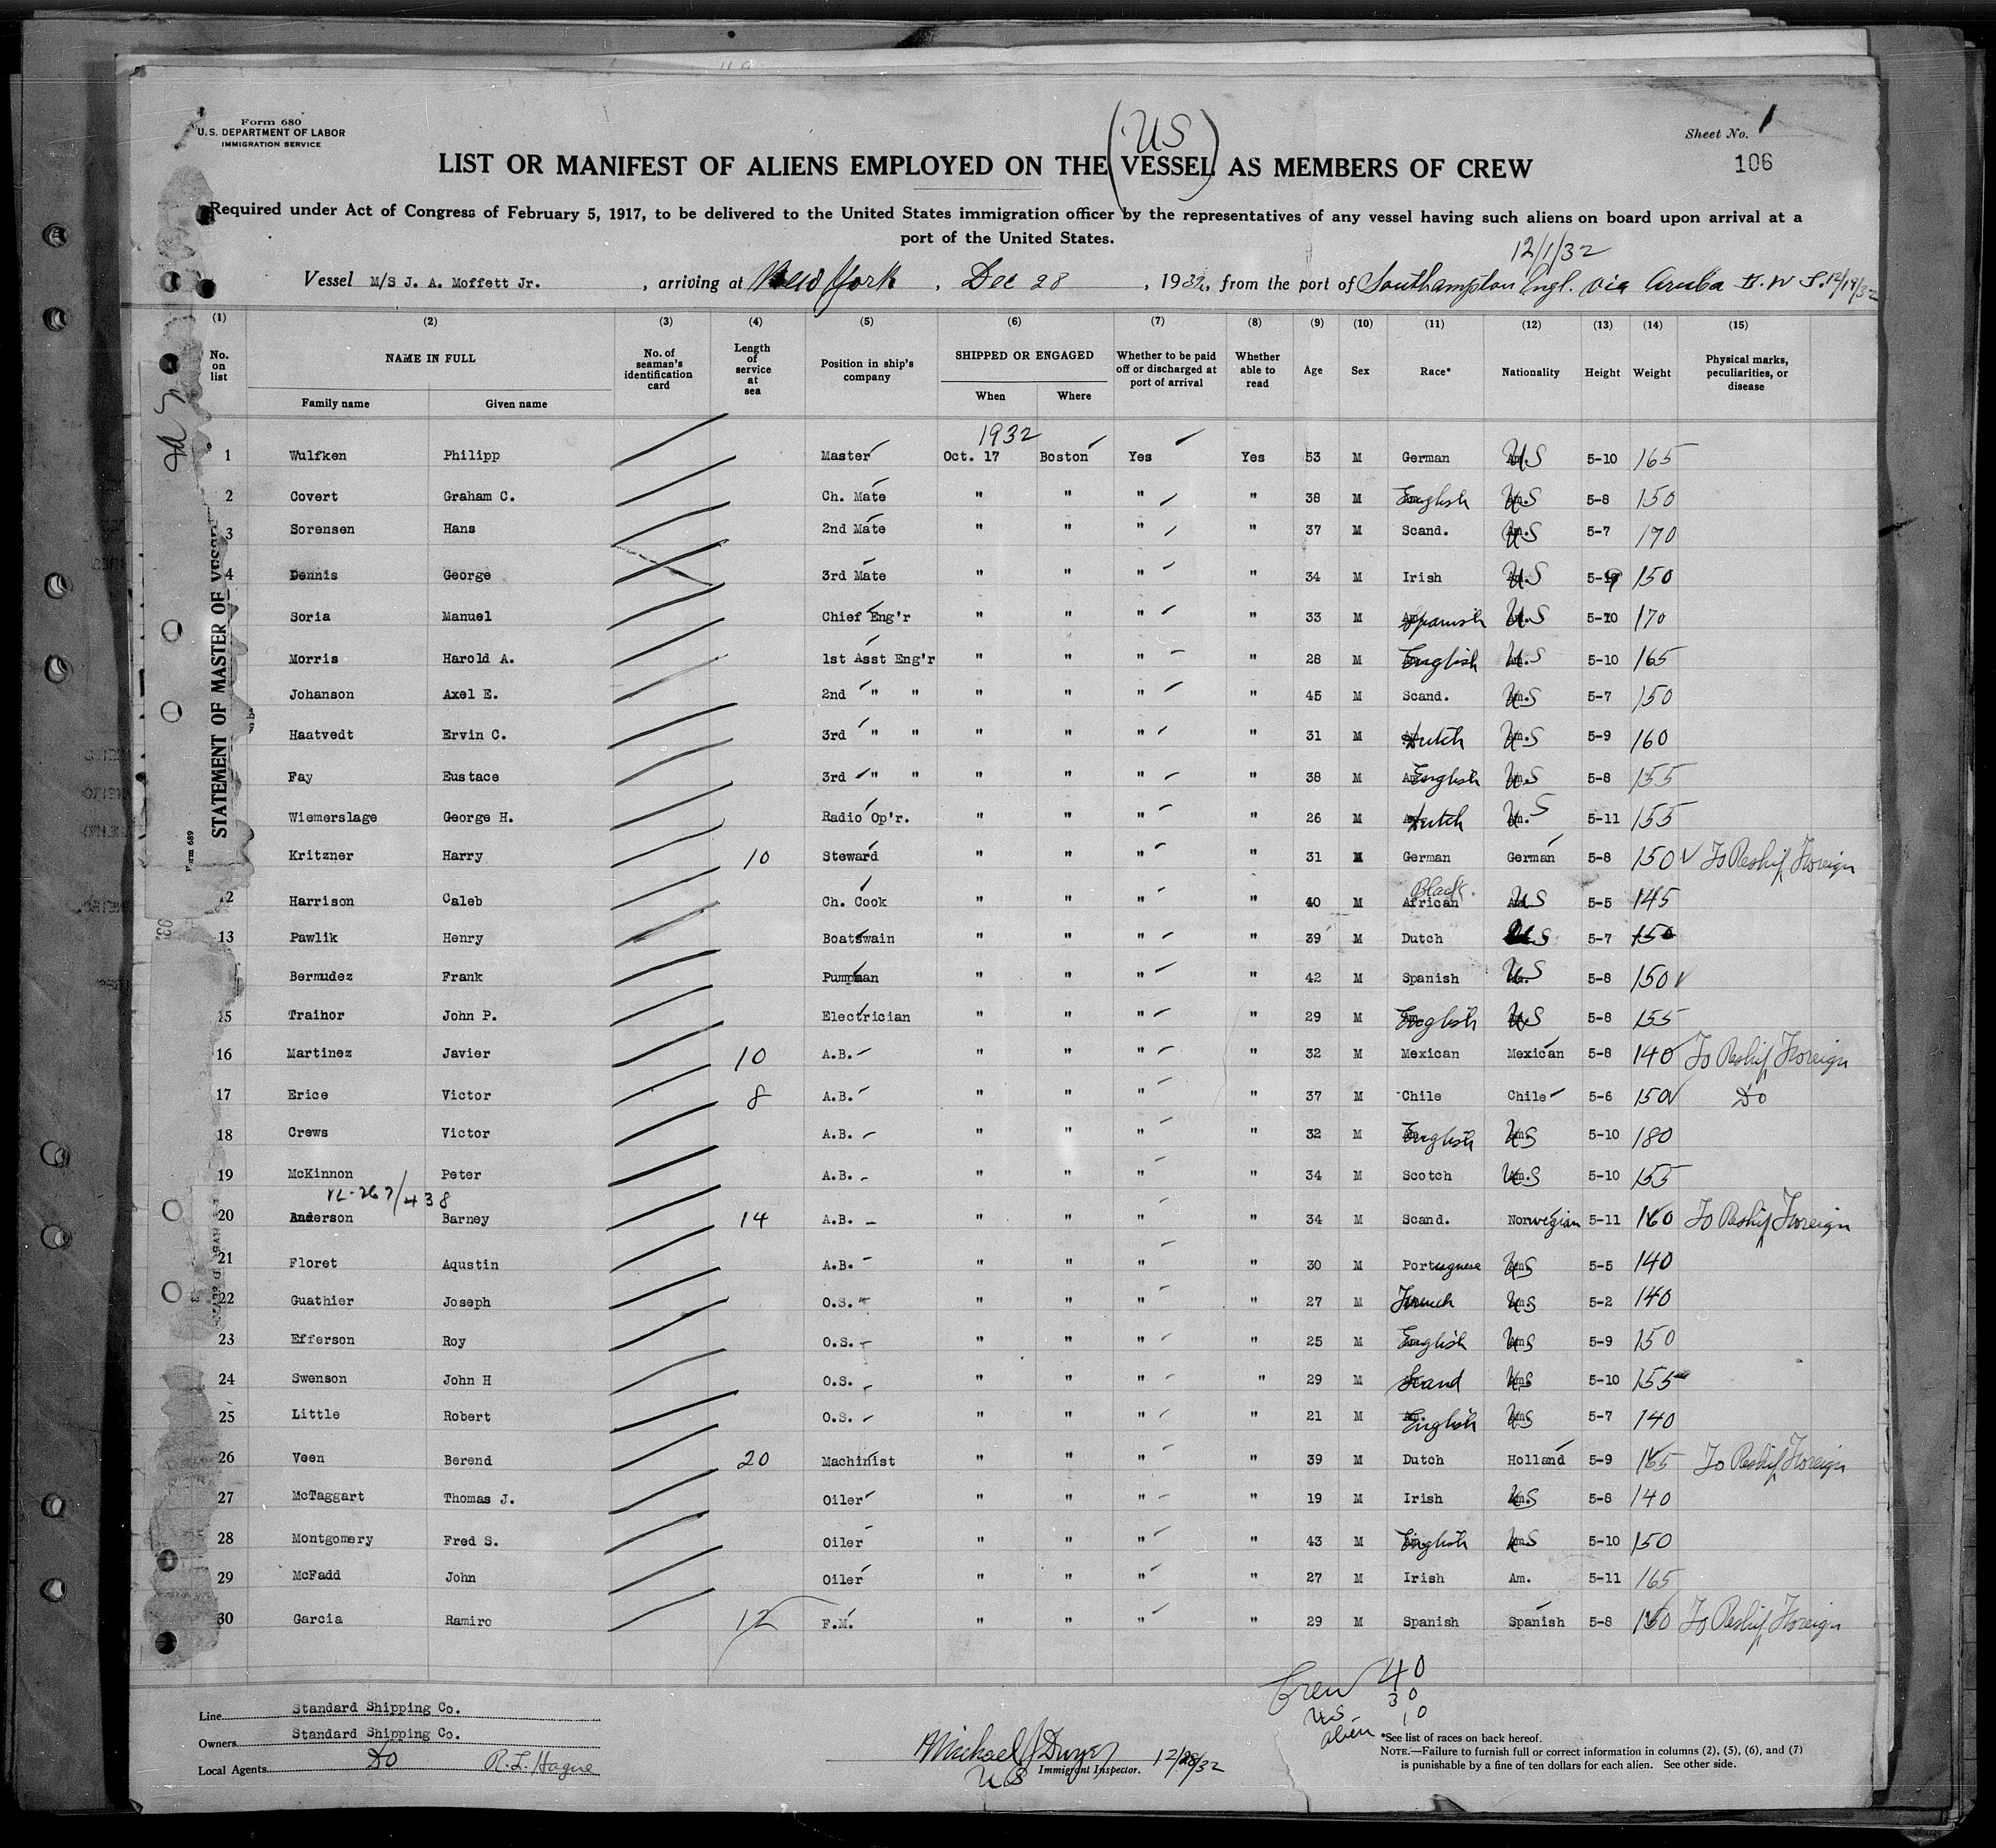 Form 680
U.S. DEPARTMENT OF LABOR
IMMIGRATION SERVICE
Sheet No. 1
106
(US)
LIST OR MANIFEST OF ALIENS EMPLOYED ON THE VESSEL AS MEMBERS OF CREW
Required under Act of Congress of February 5, 1917, to be delivered to the United States immigration officer by the representatives of any vessel having such aliens on board upon arrival at a
port of the United States.
12/1/32
Vessel M/S J. A. Moffett Jr. , arriving at New York , Dec 28 , 1932, from the port of Southampton Engl. via Aruba D.W.I. 12/19/32
(1) (2) (3) (4) (5) (6) (7) (8) (9) (10) (11) (12) (13) (14) (15)
No. on list NAME IN FULL Family name Given name No. of seaman's identification card Length of service at sea Position in ship's company SHIPPED OR ENGAGED When Where Whether to be paid off or discharged at port of arrival Whether able to read Age Sex Race* Nationality Height Weight Physical marks, peculiarities, or disease
1932
1 Wulfken Philipp Master Oct. 17 Boston Yes Yes 53 M German US 5-10 165
2 Covert Graham C. Ch. Mate " " " " 38 M English US 5-8 150
3 Sorensen Hans 2nd Mate " " " " 37 M Scand. US 5-7 170
4 Dennis George 3rd Mate " " " " 34 M Irish US 5-9 150
Soria Manuel Chief Eng'r " " " " 33 M Spanish US 5-10 170
Morris Harold A. 1st Asst Eng'r " " " " 28 M English US 5-10 165
Johanson Axel E. 2nd " " " " " " 45 M Scand. US 5-7 150
Haatvedt Ervin C. 3rd " " " " " " 31 M Dutch US 5-9 160
Fay Eustace 3rd " " " " " " 38 M English US 5-8 155
Wiemerslage George H. Radio Op'r. " " " " 26 M Dutch US 5-11 155
Kritzner Harry 10 Steward " " " " 31 M German German 5-8 150 To Reship Foreign
Black
12 Harrison Caleb Ch. Cook " " " " 40 M African US 5-5 145
13 Pawlik Henry Boatswain " " " " 39 M Dutch US 5-7 150
Bermudez Frank Pumpman " " " " 42 M Spanish US 5-8 150
15 Traihor John P. Electrician " " " " 29 M English US 5-8 155
16 Martinez Javier 10 A.B. " " " " 32 M Mexican Mexican 5-8 140 To Reship Foreign
17 Erice Victor 8 A.B. " " " " 37 M Chile Chile 5-6 150 Do
18 Crews Victor A.B. " " " " 32 M English US 5-10 180
19 McKinnon Peter A.B. " " " " 34 M Scotch US 5-10 155
20 Anderson Barney 14 A.B. " " " " 34 M Scand. Norwegian 5-11 160 To Reship Foreign
21 Floret Aqustin A.B. " " " " 30 M Portuguese US 5-5 140
22 Guathier Joseph O.S. " " " " 27 M French US 5-2 140
23 Efferson Roy O.S. " " " " 25 M English US 5-9 150
24 Swenson John H O.S. " " " " 29 M Scand US 5-10 155
25 Little Robert O.S. " " " " 21 M English US 5-7 140
26 Veen Berend 20 Machinist " " " " 39 M Dutch Holland 5-9 165 To Reship Foreign
27 McTaggart Thomas J. Oiler " " " " 19 M Irish US 5-8 140
28 Montgomery Fred S. Oiler " " " " 43 M English US 5-10 150
29 McFadd John Oiler " " " " 27 M Irish Am. 5-11 165
30 Garcia Ramiro 12 F.M. " " " " 29 M Spanish Spanish 5-8 150 To Reship Foreign
Crew 40
US 30
alien 10
Line Standard Shipping Co.
Owners Standard Shipping Co.
Local Agents Do R. L. Hague
Michael J Dwyer 12/28/32
US Immigrant Inspector.
*See list of races on back hereof.
NOTE.—Failure to furnish full or correct information in columns (2), (5), (6), and (7)
is punishable by a fine of ten dollars for each alien. See other side.
STATEMENT OF MASTER OF VESSEL
Form 689